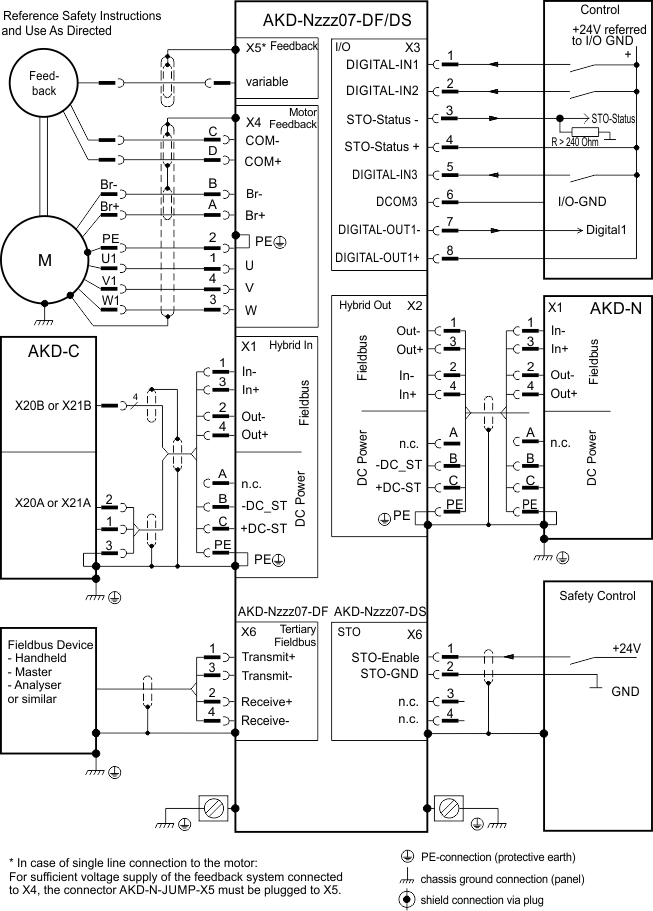 Reference Safety Instructions
and Use As Directed
AKD-Nzzz07-DF/DS
Control
+24V referred
to I/O GND
+
Feed-
back
X5* Feedback
variable
Motor
X4 Feedback
C COM-
D COM+
Br- B Br-
Br+ A Br+
PE 2 PE
U1 1 U
V1 4 V
W1 3 W
M
I/O X3
DIGITAL-IN1 1
DIGITAL-IN2 2
STO-Status - 3 STO-Status
R > 240 Ohm
STO-Status + 4
DIGITAL-IN3 5
DCOM3 6 I/O-GND
DIGITAL-OUT1- 7 Digital1
DIGITAL-OUT1+ 8
AKD-C
X20B or X21B 4
X20A or X21A 2
1
3
X1 Hybrid In
1 In-
3 In+
2 Out-
4 Out+
Fieldbus
A n.c.
B -DC_ST
C +DC-ST
PE PE
DC Power
Hybrid Out X2
Out- 1
Out+ 3
In- 2
In+ 4
Fieldbus
n.c. A
-DC_ST B
+DC-ST C
PE PE
DC Power
X1 AKD-N
1 In-
3 In+
2 Out-
4 Out+
Fieldbus
A n.c.
B
C
PE
DC Power
AKD-Nzzz07-DF AKD-Nzzz07-DS
Fieldbus Device
- Handheld
- Master
- Analyser
or similar
X6 Tertiary
Fieldbus
1 Transmit+
3 Transmit-
2 Receive+
4 Receive-
STO X6
STO-Enable 1
STO-GND 2
n.c. 3
n.c. 4
Safety Control
+24V
GND
* In case of single line connection to the motor:
For sufficient voltage supply of the feedback system connected
to X4, the connector AKD-N-JUMP-X5 must be plugged to X5.
PE-connection (protective earth)
chassis ground connection (panel)
shield connection via plug